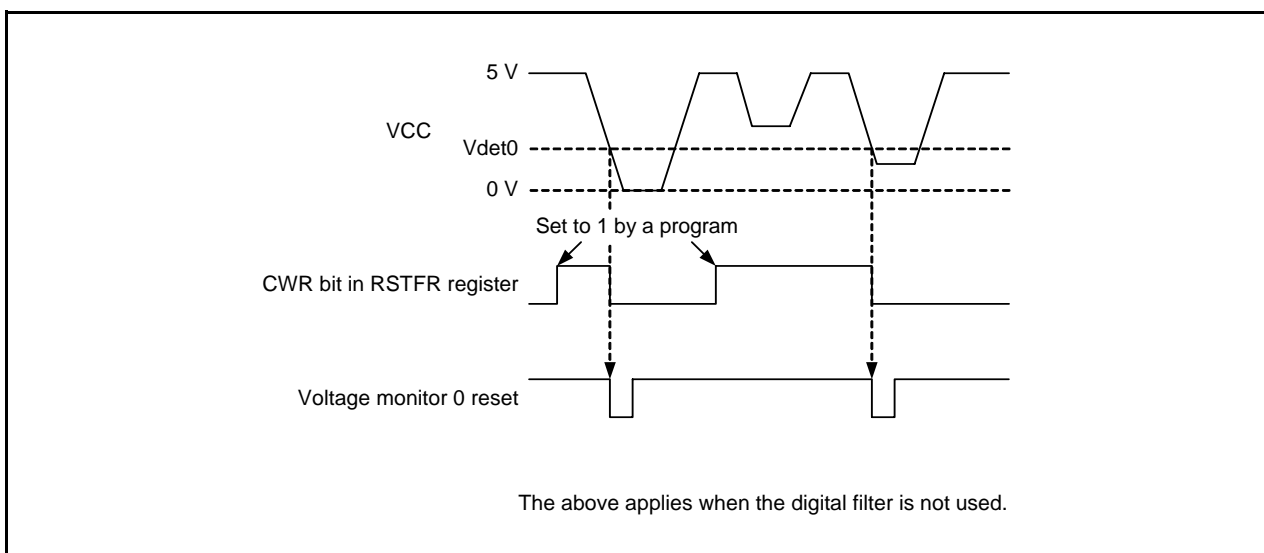 5 V
VCC
Vdet0
0 V
Set to 1 by a program
CWR bit in RSTFR register
Voltage monitor 0 reset
The above applies when the digital filter is not used.